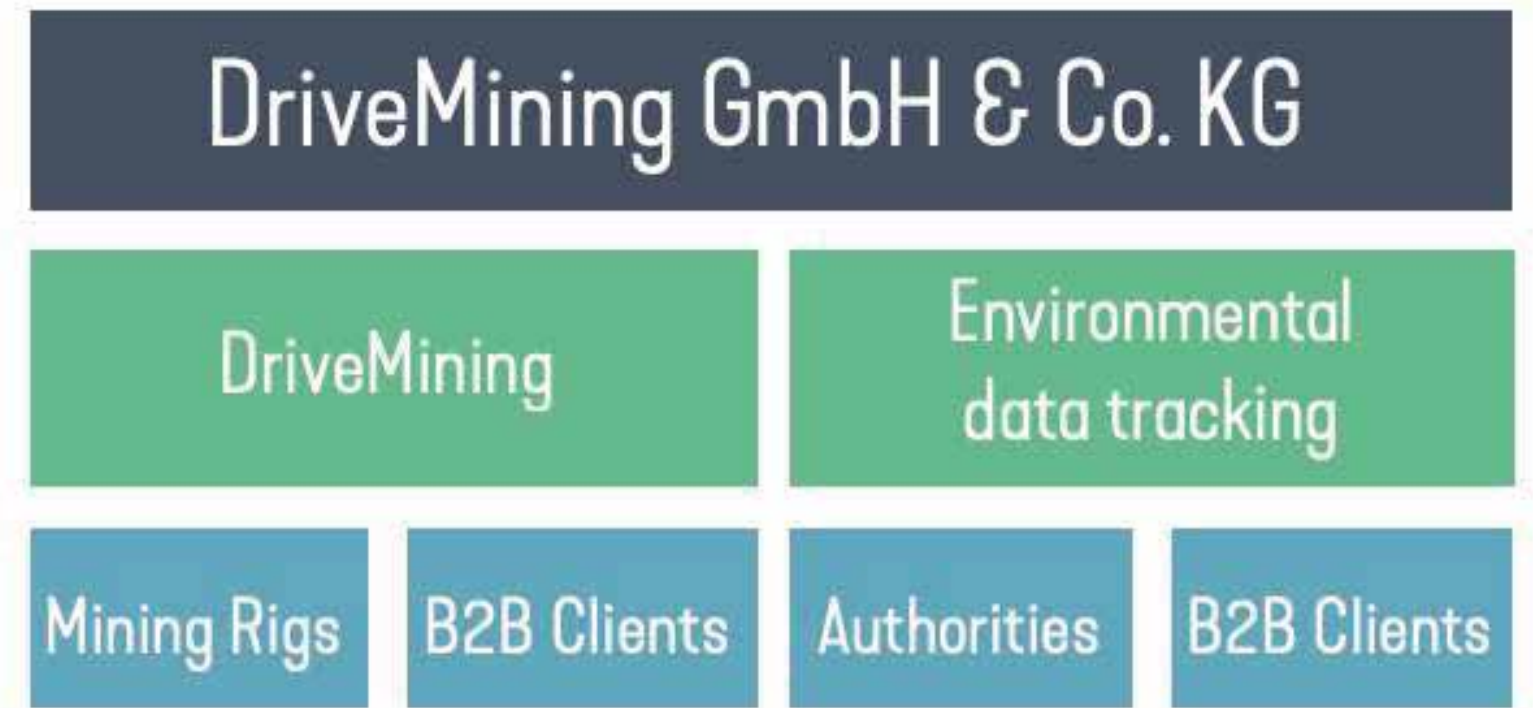 DriveMining GmbH & Co. KG
DriveMining
Environmental
data tracking
Mining Rigs
B2B Clients
Authorities
B2B Clients